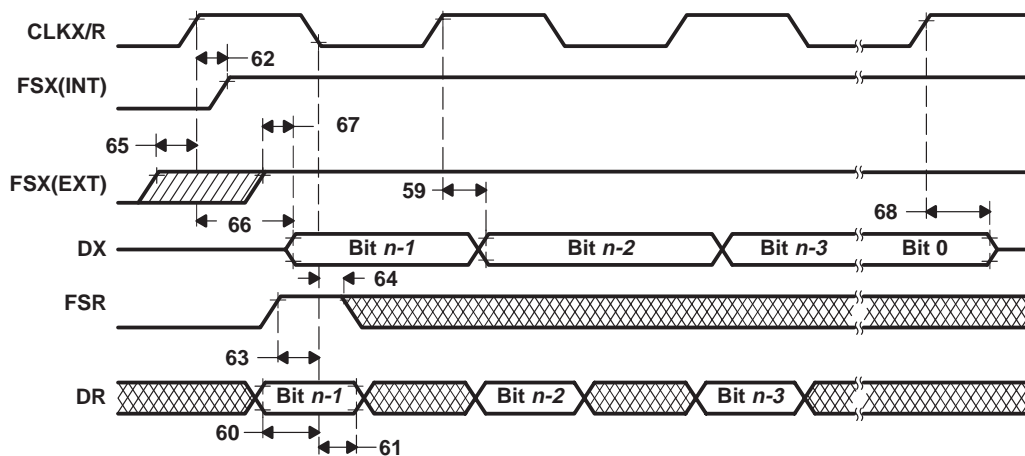 CLKX/R
62
FSX(INT)
67
65
FSX(EXT)
59
66
68
DX
Bit n-1
Bit n-2
Bit n-3
Bit 0
64
FSR
63
DR
Bit n-1
Bit n-2
Bit n-3
60
61